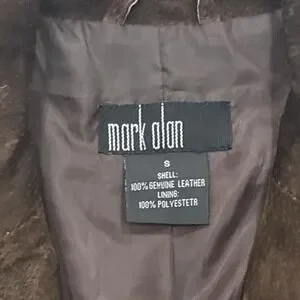 mark alan
S
SHELL:
100% GENUINE LEATHER
LINING:
100% POLYESTETR